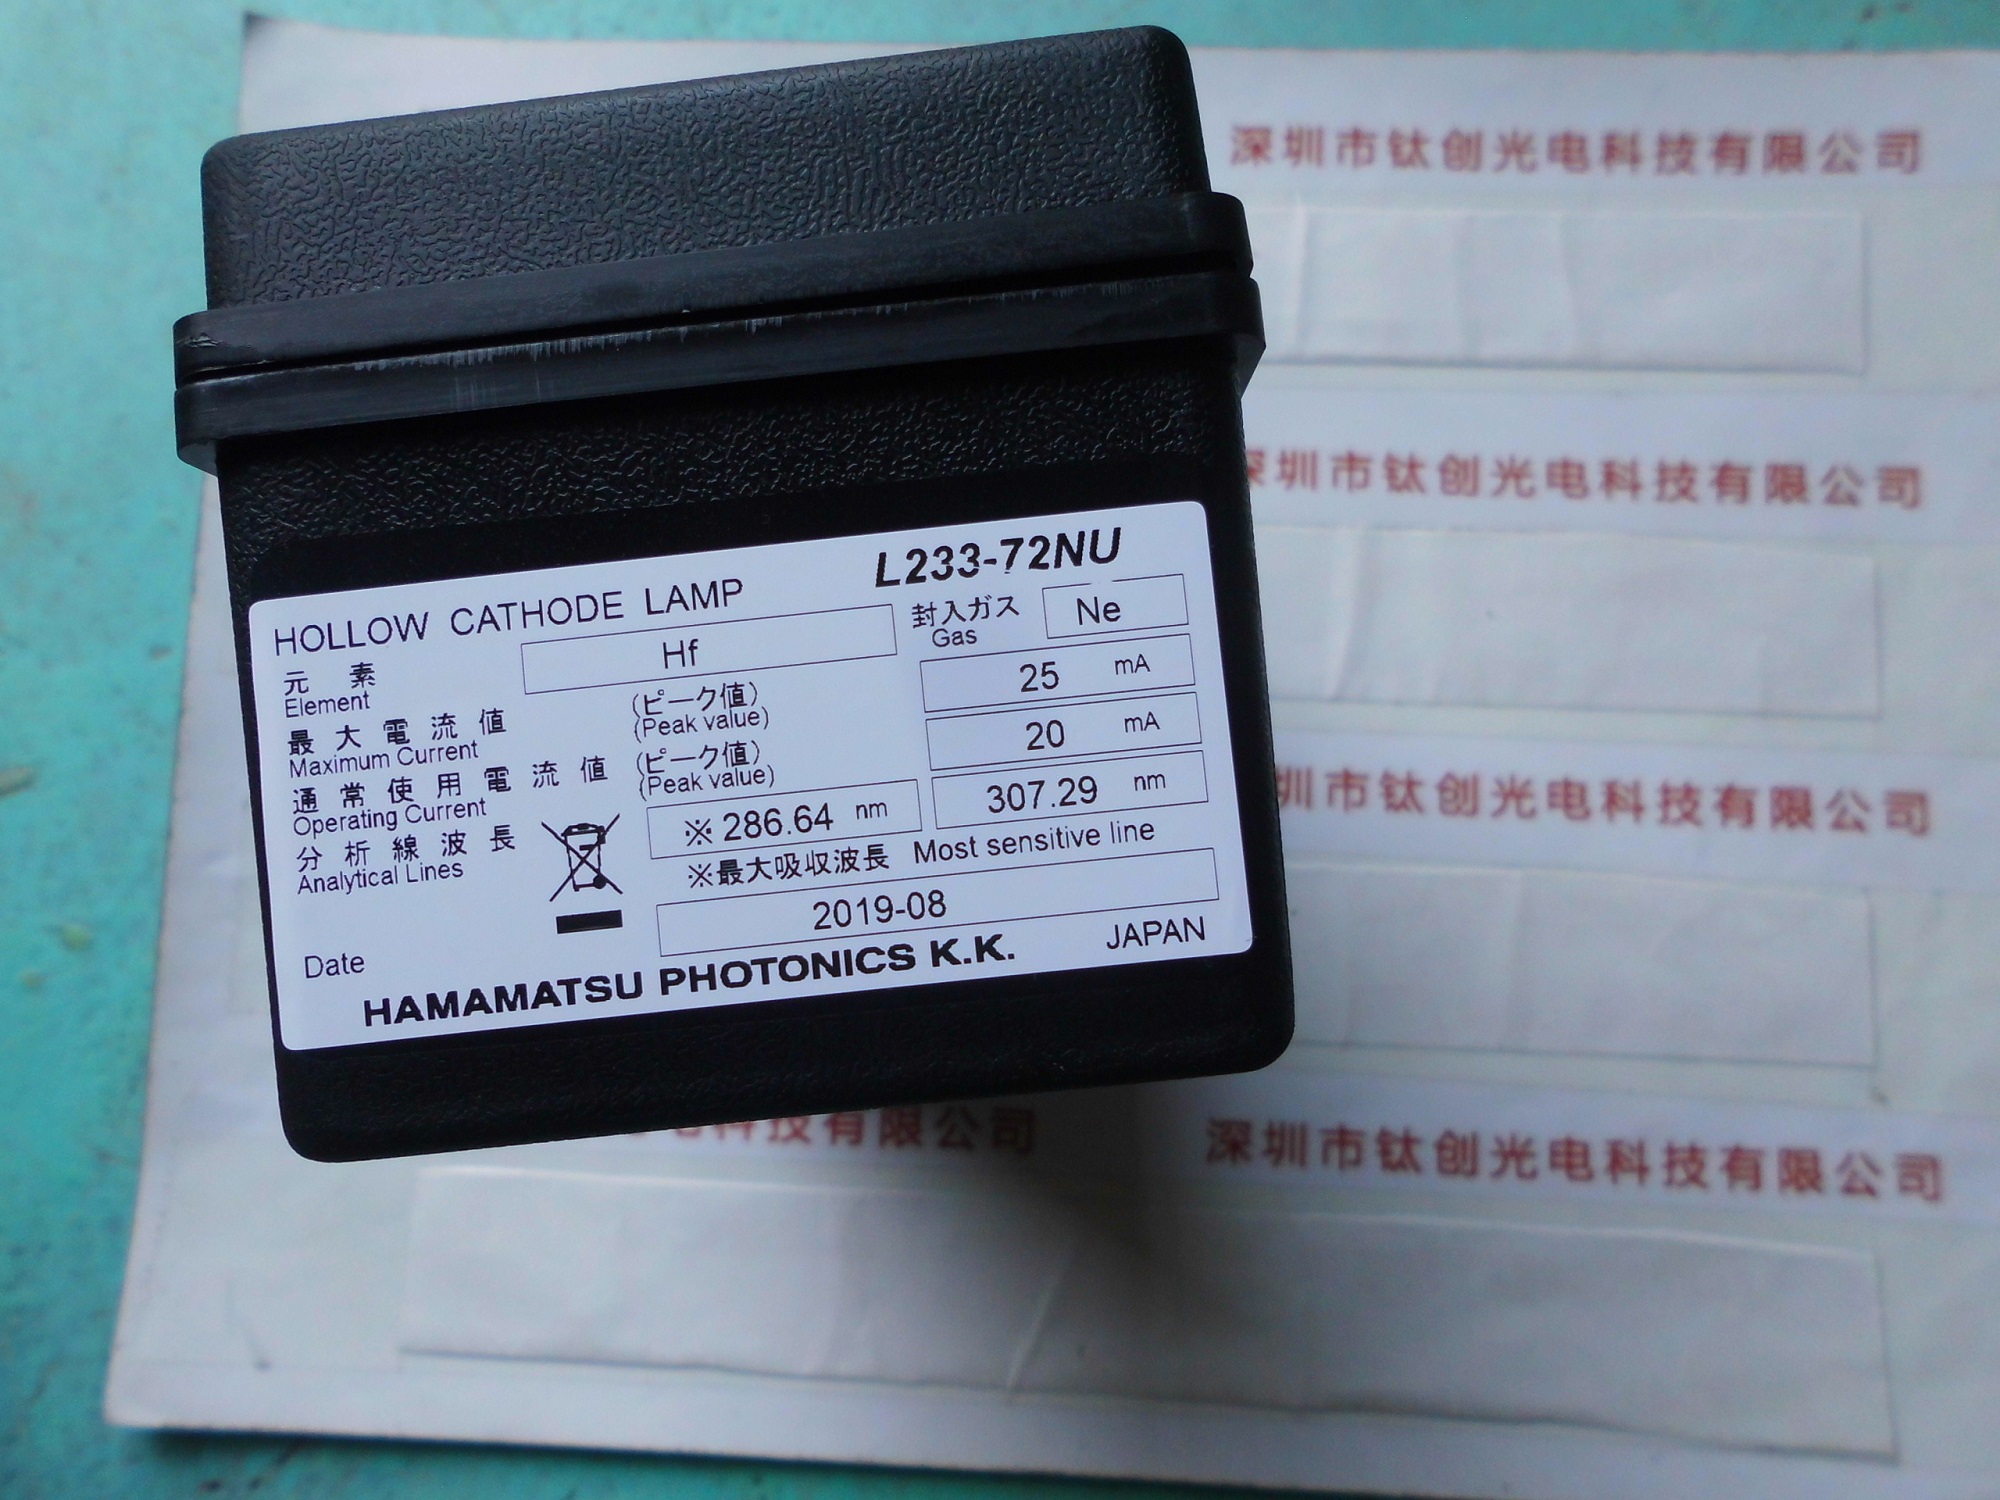 深圳市钛创光电科技有限公司
圳市钛创光电科技有限公司
圳市钛创光电科技有限公司
科技有限公司
深圳市钛创光电科技有限公司
HOLLOW CATHODE LAMP L233-72NU
元素 Hf 封入ガス Ne
Element Gas
最大電流値 (ピーク値) 25 mA
Maximum Current (Peak value)
通常使用電流値 (ピーク値) 20 mA
Operating Current (Peak value)
分析線波長 ※286.64 nm 307.29 nm
Analytical Lines ※最大吸収波長 Most sensitive line
Date 2019-08
HAMAMATSU PHOTONICS K.K. JAPAN